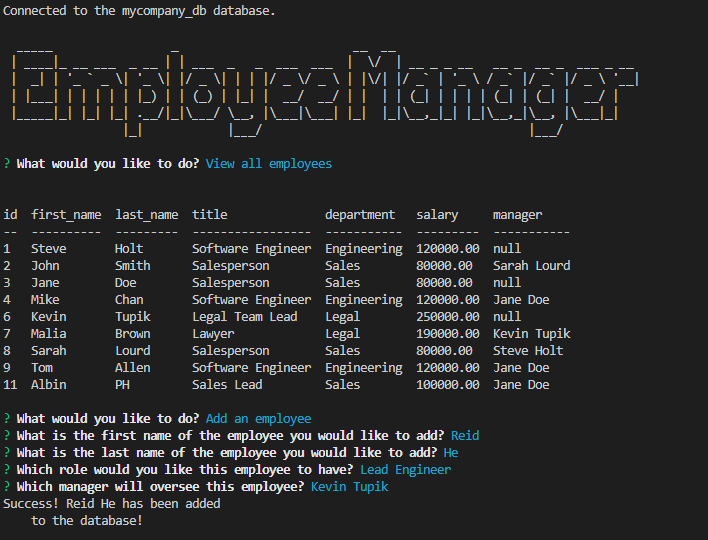 Connected to the mycompany_db database.
Employee Manager
? What would you like to do? View all employees
id  first_name  last_name  title              department   salary     manager
--  ----------  ---------  -----------------  -----------  ---------  -----------
1   Steve       Holt       Software Engineer  Engineering  120000.00  null
2   John        Smith      Salesperson        Sales        80000.00   Sarah Lourd
3   Jane        Doe        Salesperson        Sales        80000.00   null
4   Mike        Chan       Software Engineer  Engineering  120000.00  Jane Doe
6   Kevin       Tupik      Legal Team Lead    Legal        250000.00  null
7   Malia       Brown      Lawyer             Legal        190000.00  Kevin Tupik
8   Sarah       Lourd      Salesperson        Sales        80000.00   Steve Holt
9   Tom         Allen      Software Engineer  Engineering  120000.00  Jane Doe
11  Albin       PH         Sales Lead         Sales        100000.00  Jane Doe
? What would you like to do? Add an employee
? What is the first name of the employee you would like to add? Reid
? What is the last name of the employee you would like to add? He
? Which role would you like this employee to have? Lead Engineer
? Which manager will oversee this employee? Kevin Tupik
Success! Reid He has been added
    to the database!